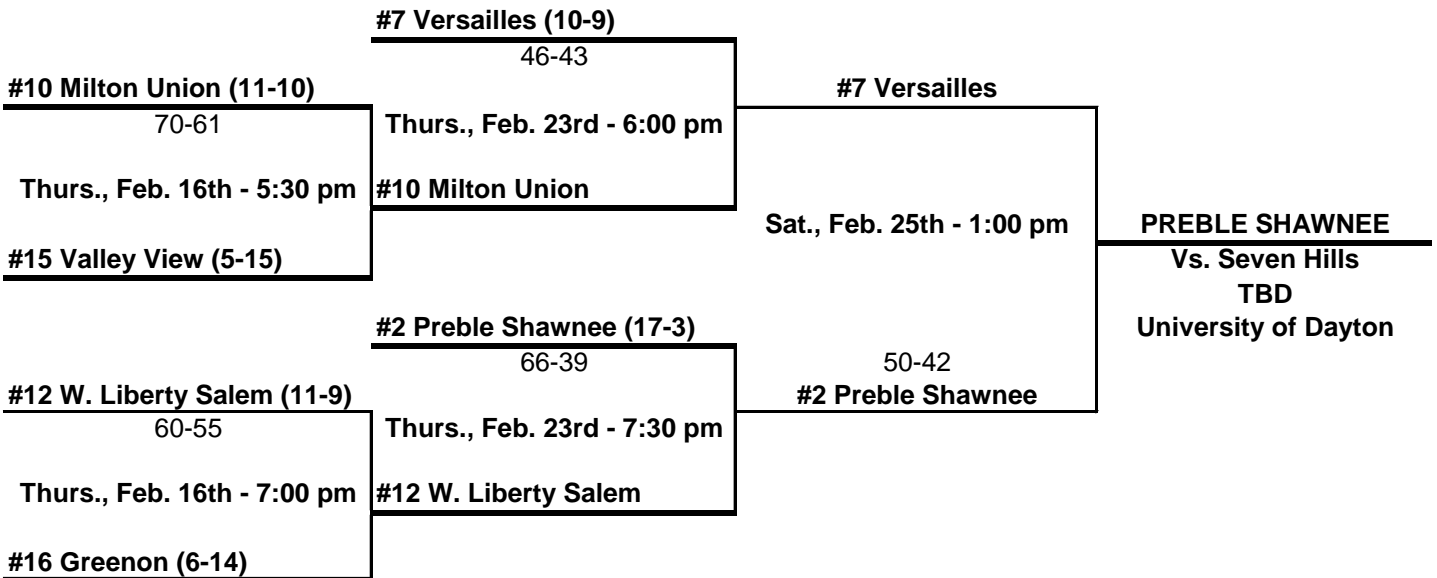 #7 Versailles (10-9)
46-43
#10 Milton Union (11-10)
#7 Versailles
70-61
Thurs., Feb. 23rd - 6:00 pm
Thurs., Feb. 16th - 5:30 pm
#10 Milton Union
Sat., Feb. 25th - 1:00 pm
PREBLE SHAWNEE
#15 Valley View (5-15)
Vs. Seven Hills
TBD
#2 Preble Shawnee (17-3)
University of Dayton
66-39
50-42
#12 W. Liberty Salem (11-9)
#2 Preble Shawnee
60-55
Thurs., Feb. 23rd - 7:30 pm
Thurs., Feb. 16th - 7:00 pm
#12 W. Liberty Salem
#16 Greenon (6-14)